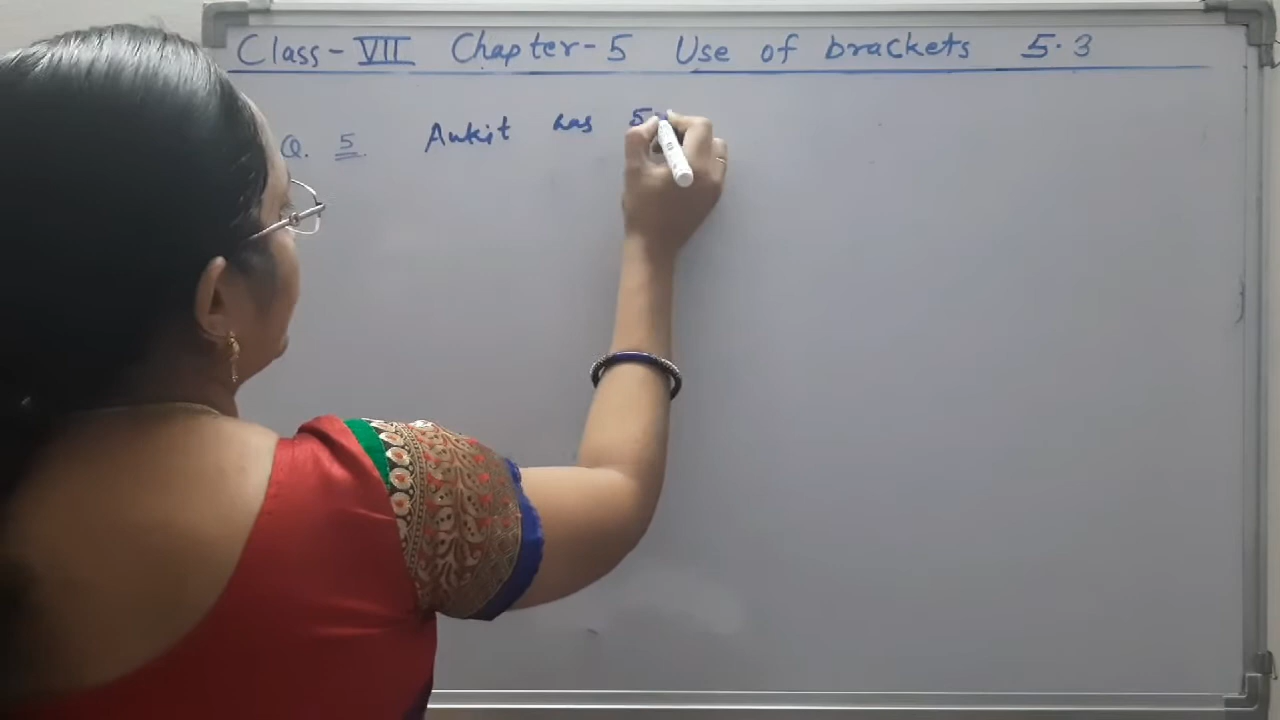 Class-VII Chapter-5 Use of brackets 5.3
Q. 5. Ankit has